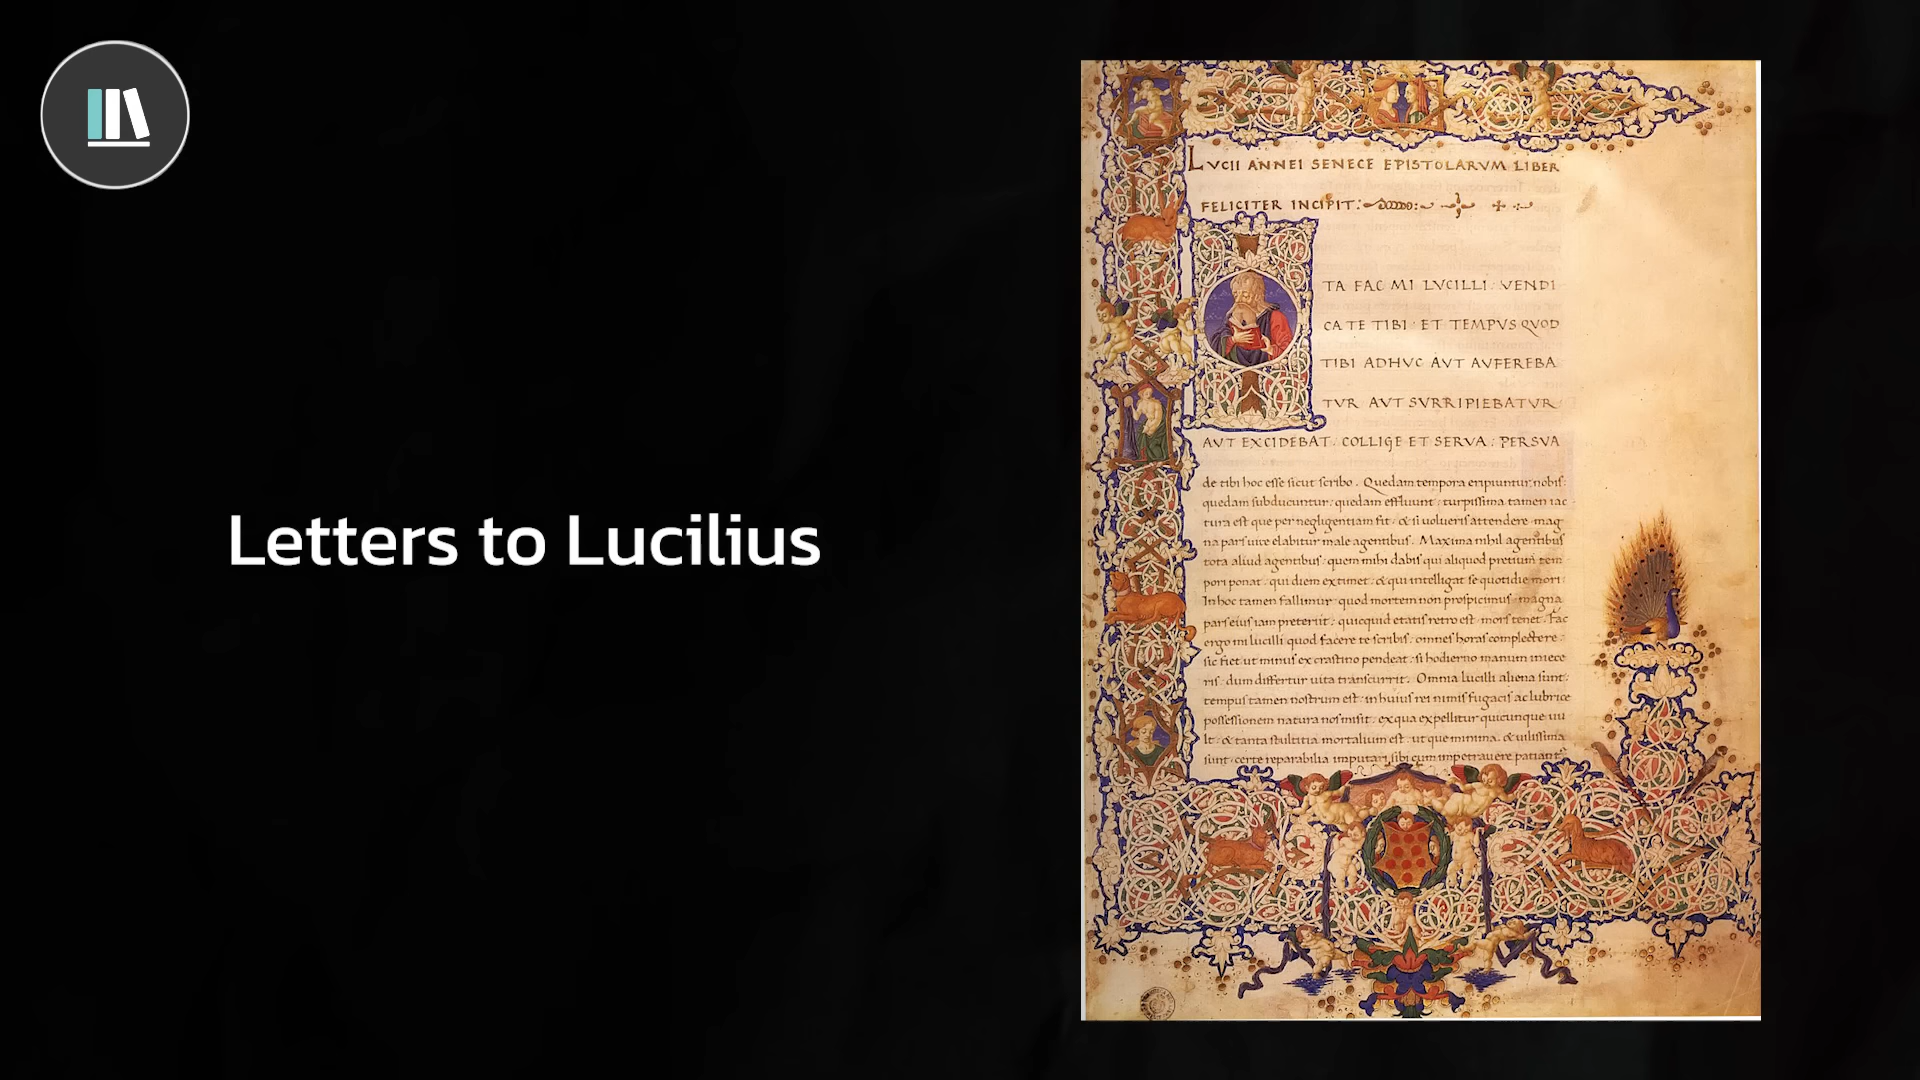 Letters to Lucilius
LVCII ANNEI SENECE EPISTOLARVM LIBER
FELICITER INCIPIT:
TA FAC MI LVCILLI: VENDI
CATE TIBI: ET TEMPVS QVOD
TIBI ADHVC AVT AVFEREBA
TVR AVT SVRRIPIEBATVR
AVT EXCIDEBAT: COLLIGE ET SERVA: PERSVA
de tibi hoc esse sicut scribo. Quedam tempora eripiuntur nobis:
quedam subducuntur: quedam effluunt: turpissima tamen iac
tura est que per negligentiam fit: & si uolueris attendere mag
na pars uite elabitur male agentibus. Maxima nihil agentibus
tota aliud agentibus: quem mihi dabis qui aliquod pretium tem
pori ponat: qui diem extimet: & qui intelligat se quotidie mori:
In hoc tamen fallimur quod mortem non prospicimus: magna
pars eius iam preteriit: quicquid etatis retro est mors tenet. Fac
ergo mi lucilli quod facere te scribis: omnes horas complectere:
sic fiet ut minus ex crastino pendeat: si hodierno manum iniece
ris: dum differtur uita transcurrit. Omnia lucilli aliena sunt:
tempus tamen nostrum est: in huius rei nimis fugacis ac lubrice
possessionem natura nos misit: ex qua expellitur quicunque uu
lt: & tanta stultitia mortalium est: ut que minima & uilissima
sunt: certe reparabilia imputari sibi cum impetrauere patiant